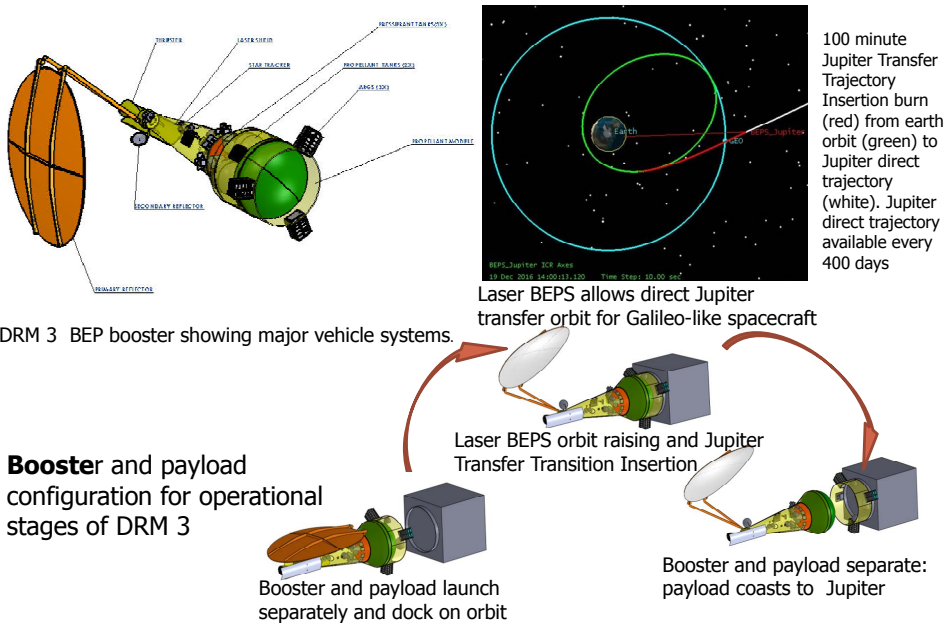 PRESSURANT TANKS (5X)
THRUSTER
LASER SHIELD
STAR TRACKER
PROPELLANT TANKS (2X)
PROPELLANT MODULE
SECONDARY REFLECTOR
PRIMARY REFLECTOR
Earth
BEPS_Jupiter
GEO
BEPS_Jupiter ICR Axes
19 Dec 2016 14:00:13.120 Time Step: 10.00 sec
100 minute
Jupiter Transfer
Trajectory
Insertion burn
(red) from earth
orbit (green) to
Jupiter direct
trajectory
(white). Jupiter
direct trajectory
available every
400 days
DRM 3 BEP booster showing major vehicle systems.
Laser BEPS allows direct Jupiter
transfer orbit for Galileo-like spacecraft
Laser BEPS orbit raising and Jupiter
Transfer Transition Insertion
Booster and payload
configuration for operational
stages of DRM 3
Booster and payload launch
separately and dock on orbit
Booster and payload separate:
payload coasts to Jupiter